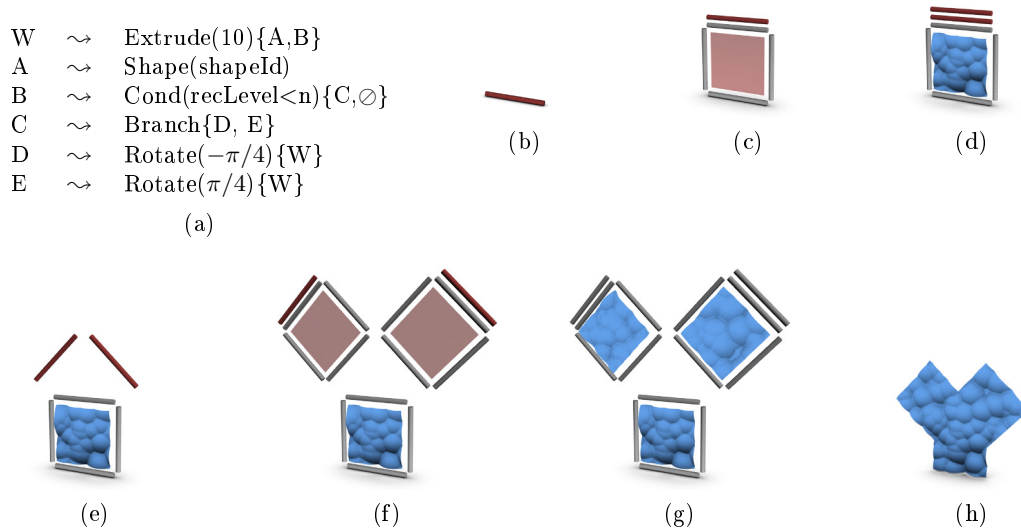 W ⇝ Extrude(10){A,B}
A ⇝ Shape(shapeId)
B ⇝ Cond(recLevel<n){C,⊘}
C ⇝ Branch{D, E}
D ⇝ Rotate(−π/4){W}
E ⇝ Rotate(π/4){W}
(a)
(b)
(c)
(d)
(e)
(f)
(g)
(h)